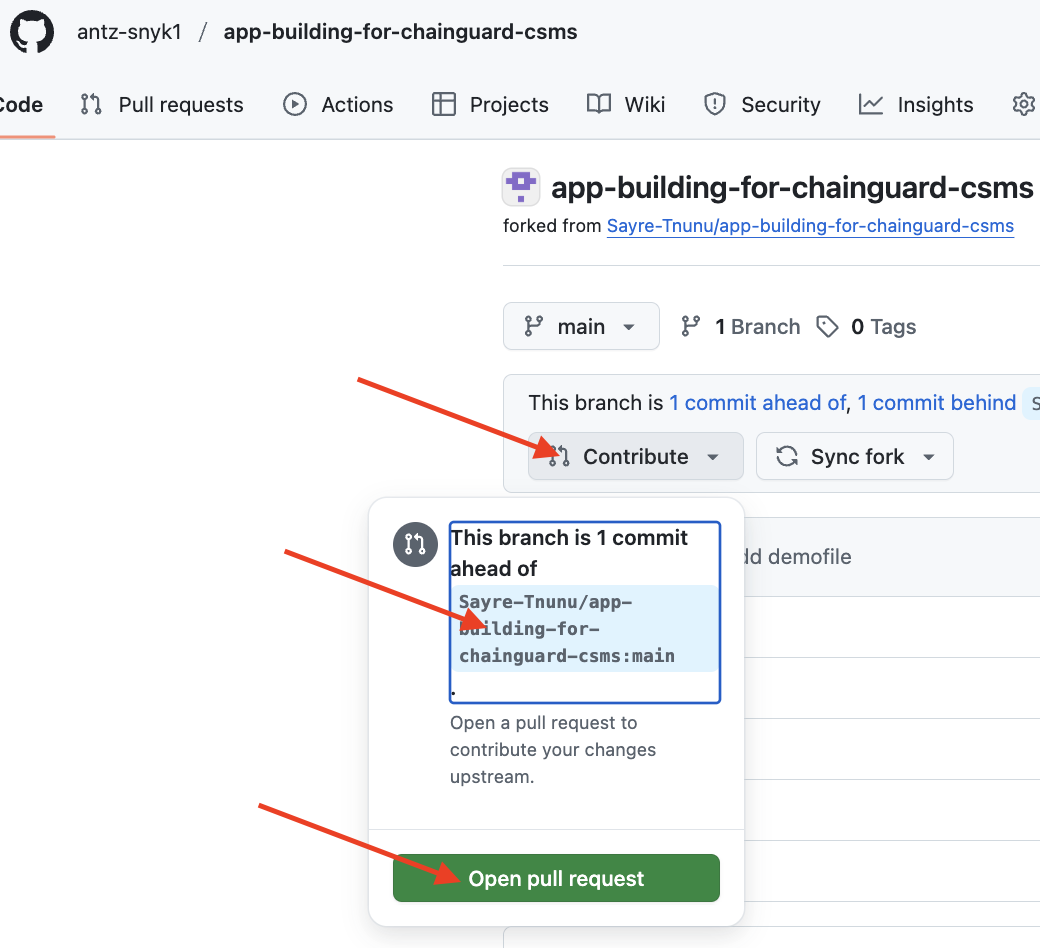 antz-snyk1 / app-building-for-chainguard-csms
Code Pull requests Actions Projects Wiki Security Insights
app-building-for-chainguard-csms
forked from Sayre-Tnunu/app-building-for-chainguard-csms
main 1 Branch 0 Tags
This branch is 1 commit ahead of, 1 commit behind S
Contribute Sync fork
This branch is 1 commit
ahead of
Sayre-Tnunu/app-
building-for-
chainguard-csms:main
.
dd demofile
Open a pull request to
contribute your changes
upstream.
Open pull request